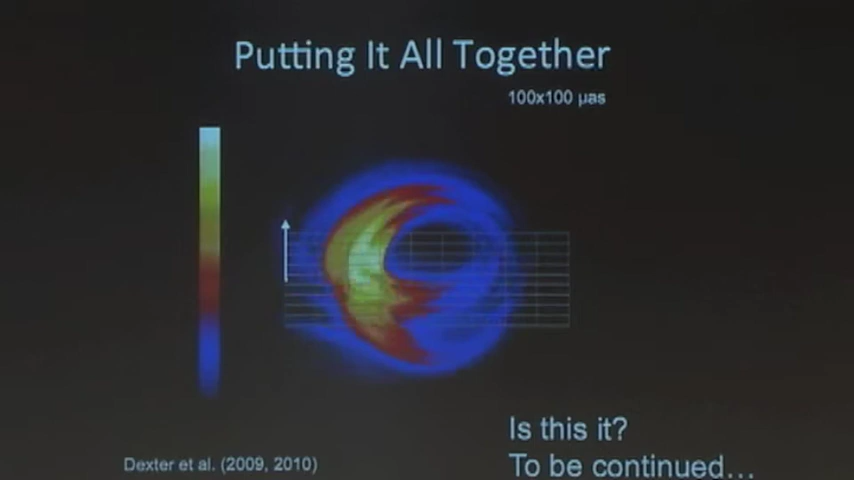 Putting It All Together
100x100 μas
Is this it?
Dexter et al. (2009, 2010)
To be continued...